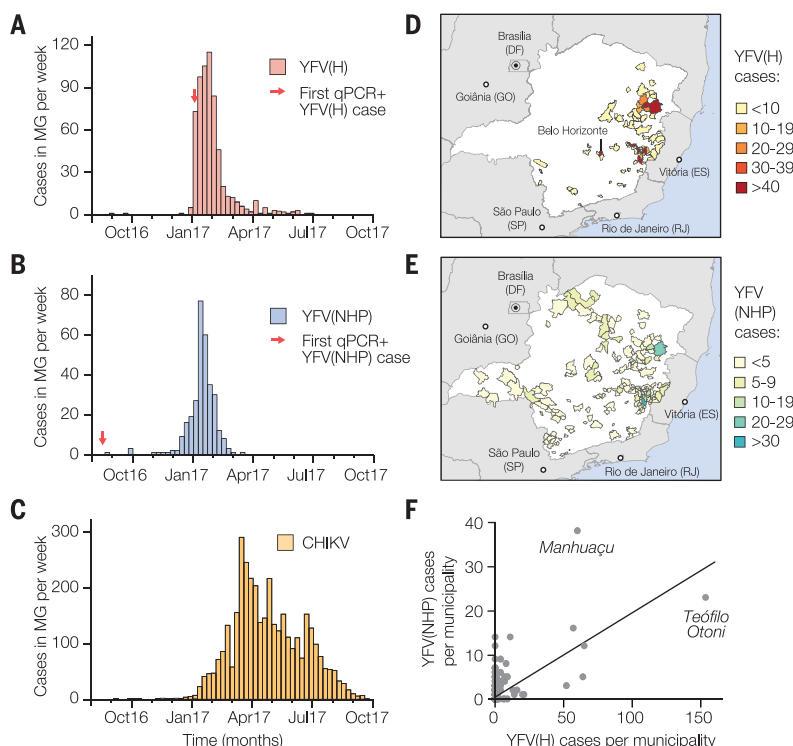 A
Cases in MG per week
120
90
60
30
0
YFV(H)
First qPCR+
YFV(H) case
Oct16
Jan17
Apr17
Jul17
Oct17
B
Cases in MG per week
80
60
40
20
0
YFV(NHP)
First qPCR+
YFV(NHP) case
Oct16
Jan17
Apr17
Jul17
Oct17
C
Cases in MG per week
300
200
100
0
CHIKV
Oct16
Jan17
Apr17
Jul17
Oct17
Time (months)
D
Brasília
(DF)
Goiânia (GO)
Belo Horizonte
Vitória (ES)
São Paulo
(SP)
Rio de Janeiro (RJ)
YFV(H)
cases:
<10
10-19
20-29
30-39
>40
E
Brasília
(DF)
Goiânia (GO)
Vitória (ES)
São Paulo
(SP)
Rio de Janeiro (RJ)
YFV
(NHP)
cases:
<5
5-9
10-19
20-29
>30
F
YFV(NHP) cases
per municipality
40
30
20
10
0
Manhuaçu
Teófilo
Otoni
0
50
100
150
YFV(H) cases per municipality